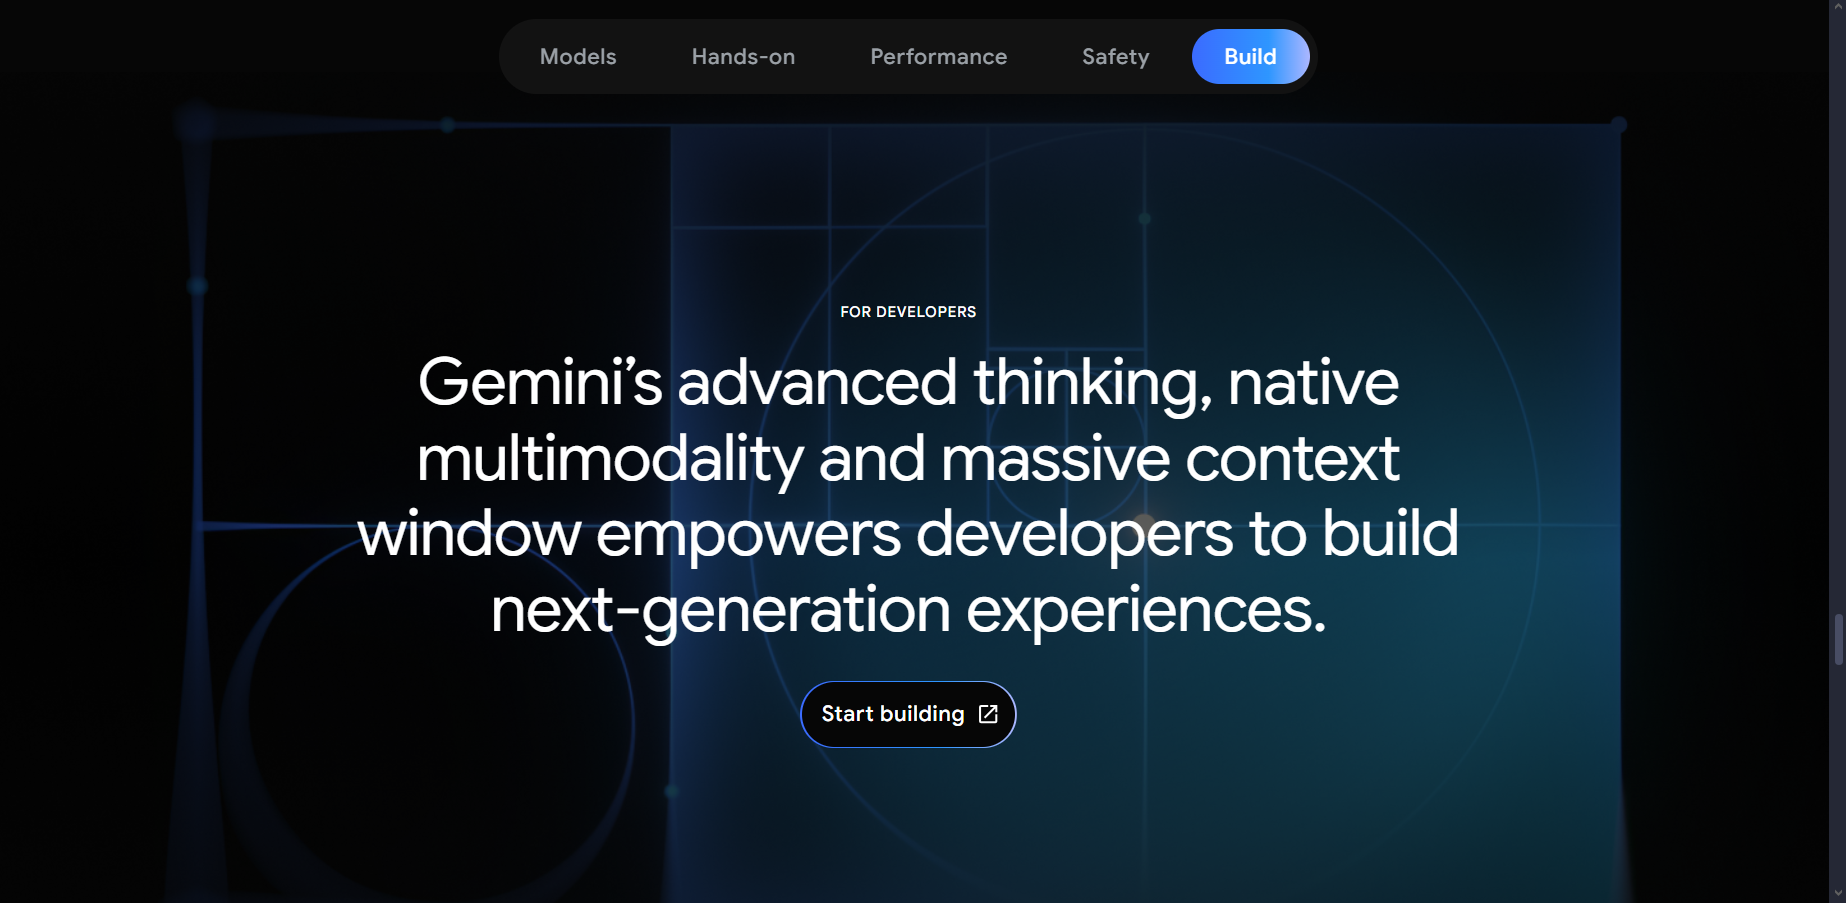 Models Hands-on Performance Safety Build
FOR DEVELOPERS
Gemini’s advanced thinking, native
multimodality and massive context
window empowers developers to build
next-generation experiences.
Start building